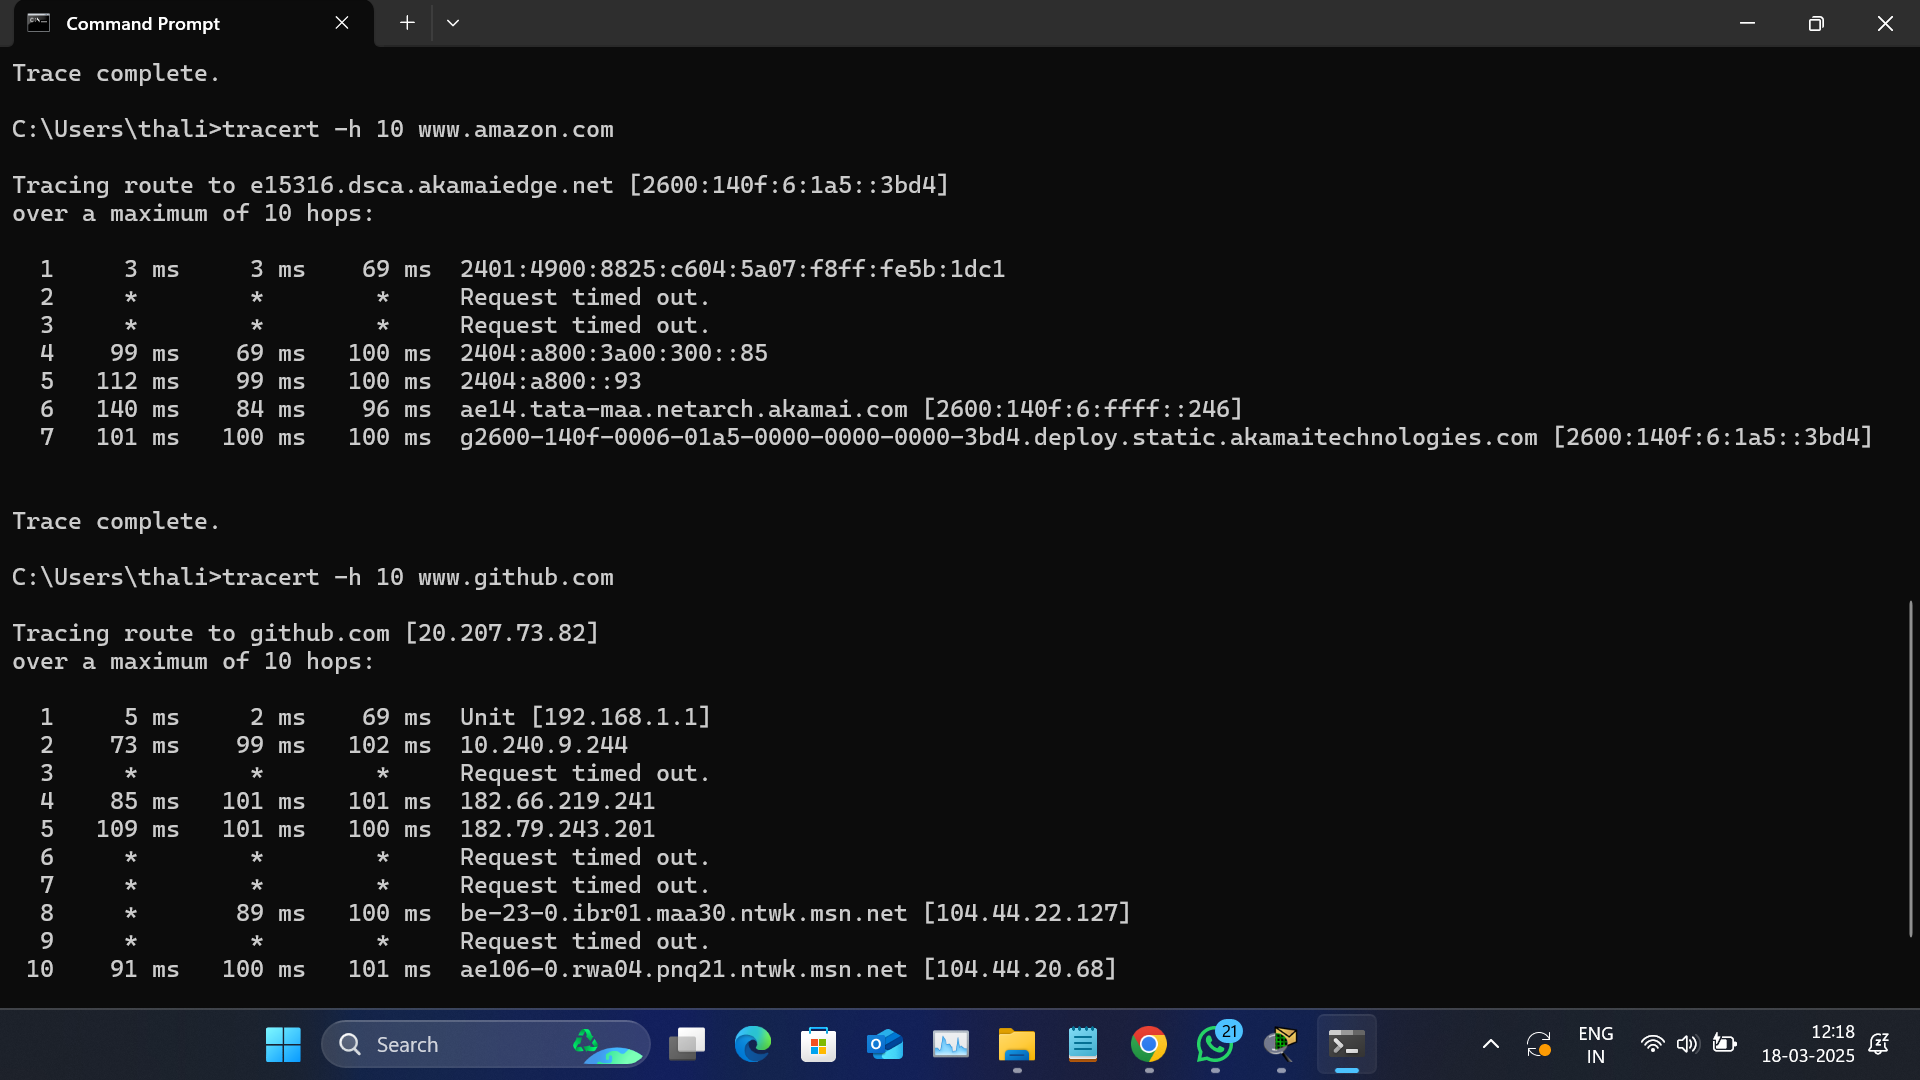 Command Prompt
Trace complete.
C:\Users\thali>tracert -h 10 www.amazon.com
Tracing route to e15316.dsca.akamaiedge.net [2600:140f:6:1a5::3bd4]
over a maximum of 10 hops:
1 3 ms 3 ms 69 ms 2401:4900:8825:c604:5a07:f8ff:fe5b:1dc1
2 * * * Request timed out.
3 * * * Request timed out.
4 99 ms 69 ms 100 ms 2404:a800:3a00:300::85
5 112 ms 99 ms 100 ms 2404:a800::93
6 140 ms 84 ms 96 ms ae14.tata-maa.netarch.akamai.com [2600:140f:6:ffff::246]
7 101 ms 100 ms 100 ms g2600-140f-0006-01a5-0000-0000-0000-3bd4.deploy.static.akamaitechnologies.com [2600:140f:6:1a5::3bd4]
Trace complete.
C:\Users\thali>tracert -h 10 www.github.com
Tracing route to github.com [20.207.73.82]
over a maximum of 10 hops:
1 5 ms 2 ms 69 ms Unit [192.168.1.1]
2 73 ms 99 ms 102 ms 10.240.9.244
3 * * * Request timed out.
4 85 ms 101 ms 101 ms 182.66.219.241
5 109 ms 101 ms 100 ms 182.79.243.201
6 * * * Request timed out.
7 * * * Request timed out.
8 * 89 ms 100 ms be-23-0.ibr01.maa30.ntwk.msn.net [104.44.22.127]
9 * * * Request timed out.
10 91 ms 100 ms 101 ms ae106-0.rwa04.pnq21.ntwk.msn.net [104.44.20.68]
Search
21
ENG
IN
12:18
18-03-2025